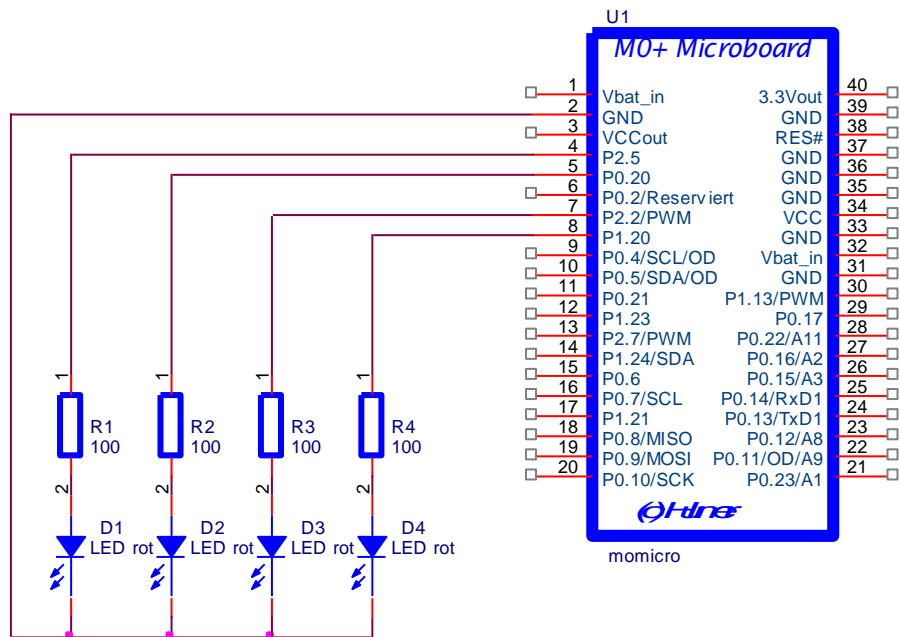 U1
M0+ Microboard
1 Vbat_in 3.3Vout 40
2 GND GND 39
3 VCCout RES# 38
4 P2.5 GND 37
5 P0.20 GND 36
6 P0.2/Reserviert GND 35
7 P2.2/PWM VCC 34
8 P1.20 GND 33
9 P0.4/SCL/OD Vbat_in 32
10 P0.5/SDA/OD GND 31
11 P0.21 P1.13/PWM 30
12 P1.23 P0.17 29
13 P2.7/PWM P0.22/A11 28
14 P1.24/SDA P0.16/A2 27
15 P0.6 P0.15/A3 26
16 P0.7/SCL P0.14/RxD1 25
17 P1.21 P0.13/TxD1 24
18 P0.8/MISO P0.12/A8 23
19 P0.9/MOSI P0.11/OD/A9 22
20 P0.10/SCK P0.23/A1 21
momicro
1 1 1 1
R1 R2 R3 R4
100 100 100 100
2 2 2 2
D1 D2 D3 D4
LED rot LED rot LED rot LED rot